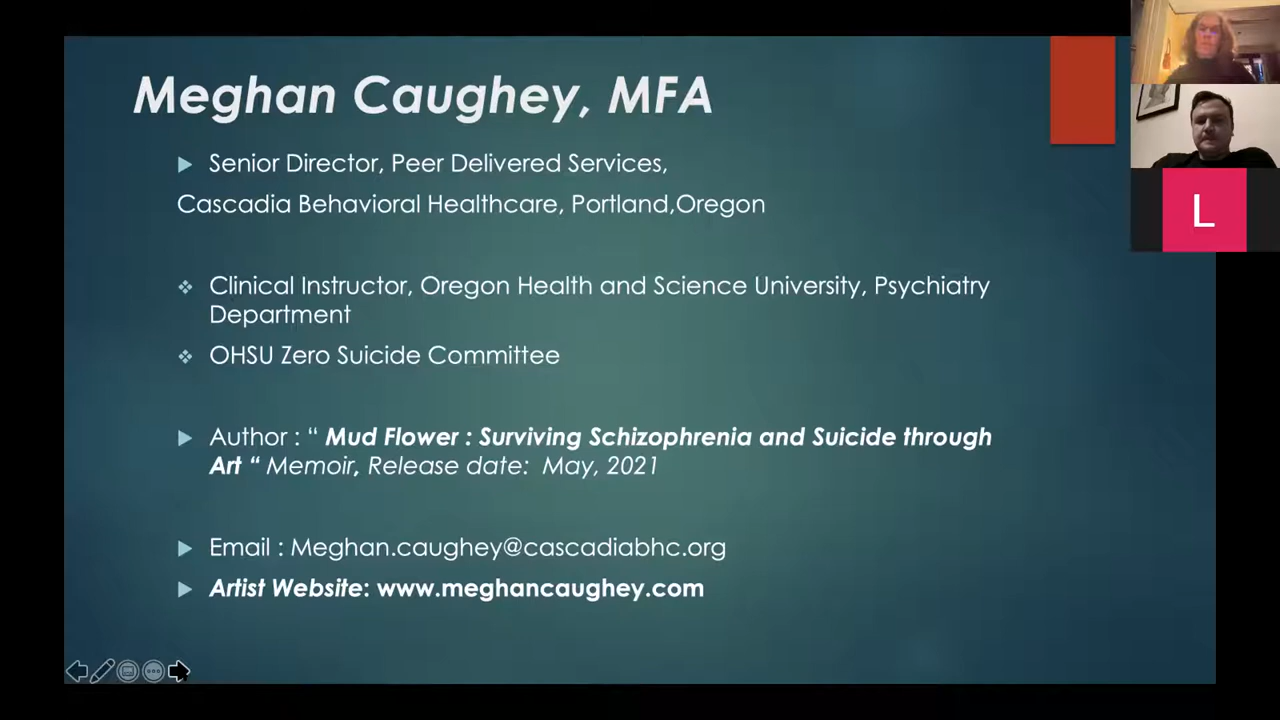 Meghan Caughey, MFA
Senior Director, Peer Delivered Services,
Cascadia Behavioral Healthcare, Portland,Oregon
Clinical Instructor, Oregon Health and Science University, Psychiatry
Department
OHSU Zero Suicide Committee
Author : “ Mud Flower : Surviving Schizophrenia and Suicide through
Art “ Memoir, Release date: May, 2021
Email : Meghan.caughey@cascadiabhc.org
Artist Website: www.meghancaughey.com
L